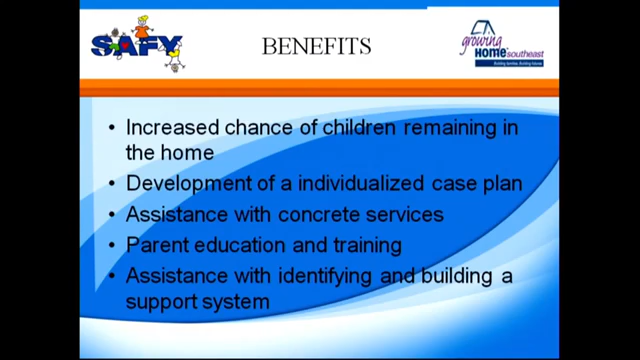 SAFY
BENEFITS
growing
HOME southeast
Building families. Building futures.
• Increased chance of children remaining in
the home
• Development of a individualized case plan
• Assistance with concrete services
• Parent education and training
• Assistance with identifying and building a
support system